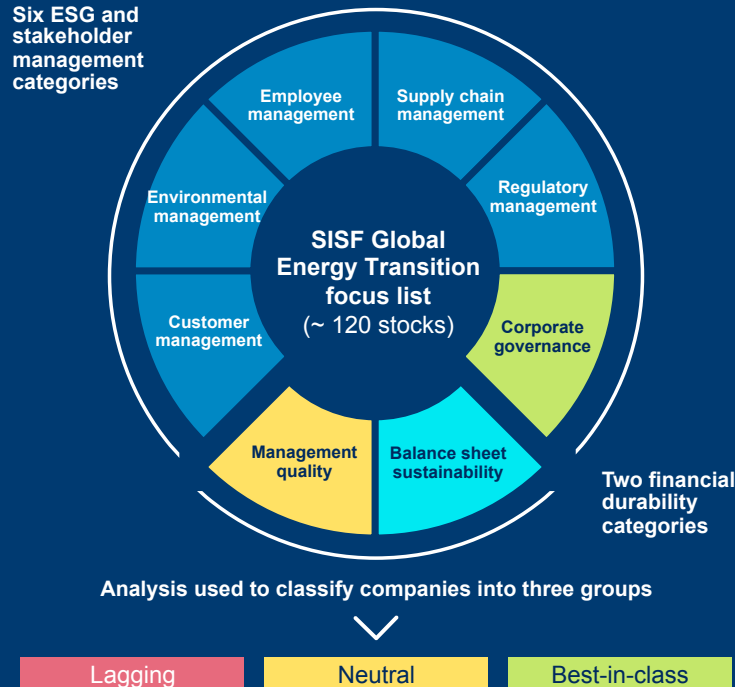 Six ESG and
stakeholder
management
categories
Employee
management
Supply chain
management
Environmental
management
Regulatory
management
SISF Global
Energy Transition
focus list
(~ 120 stocks)
Customer
management
Corporate
governance
Management
quality
Balance sheet
sustainability
Two financial
durability
categories
Analysis used to classify companies into three groups
Lagging
Neutral
Best-in-class